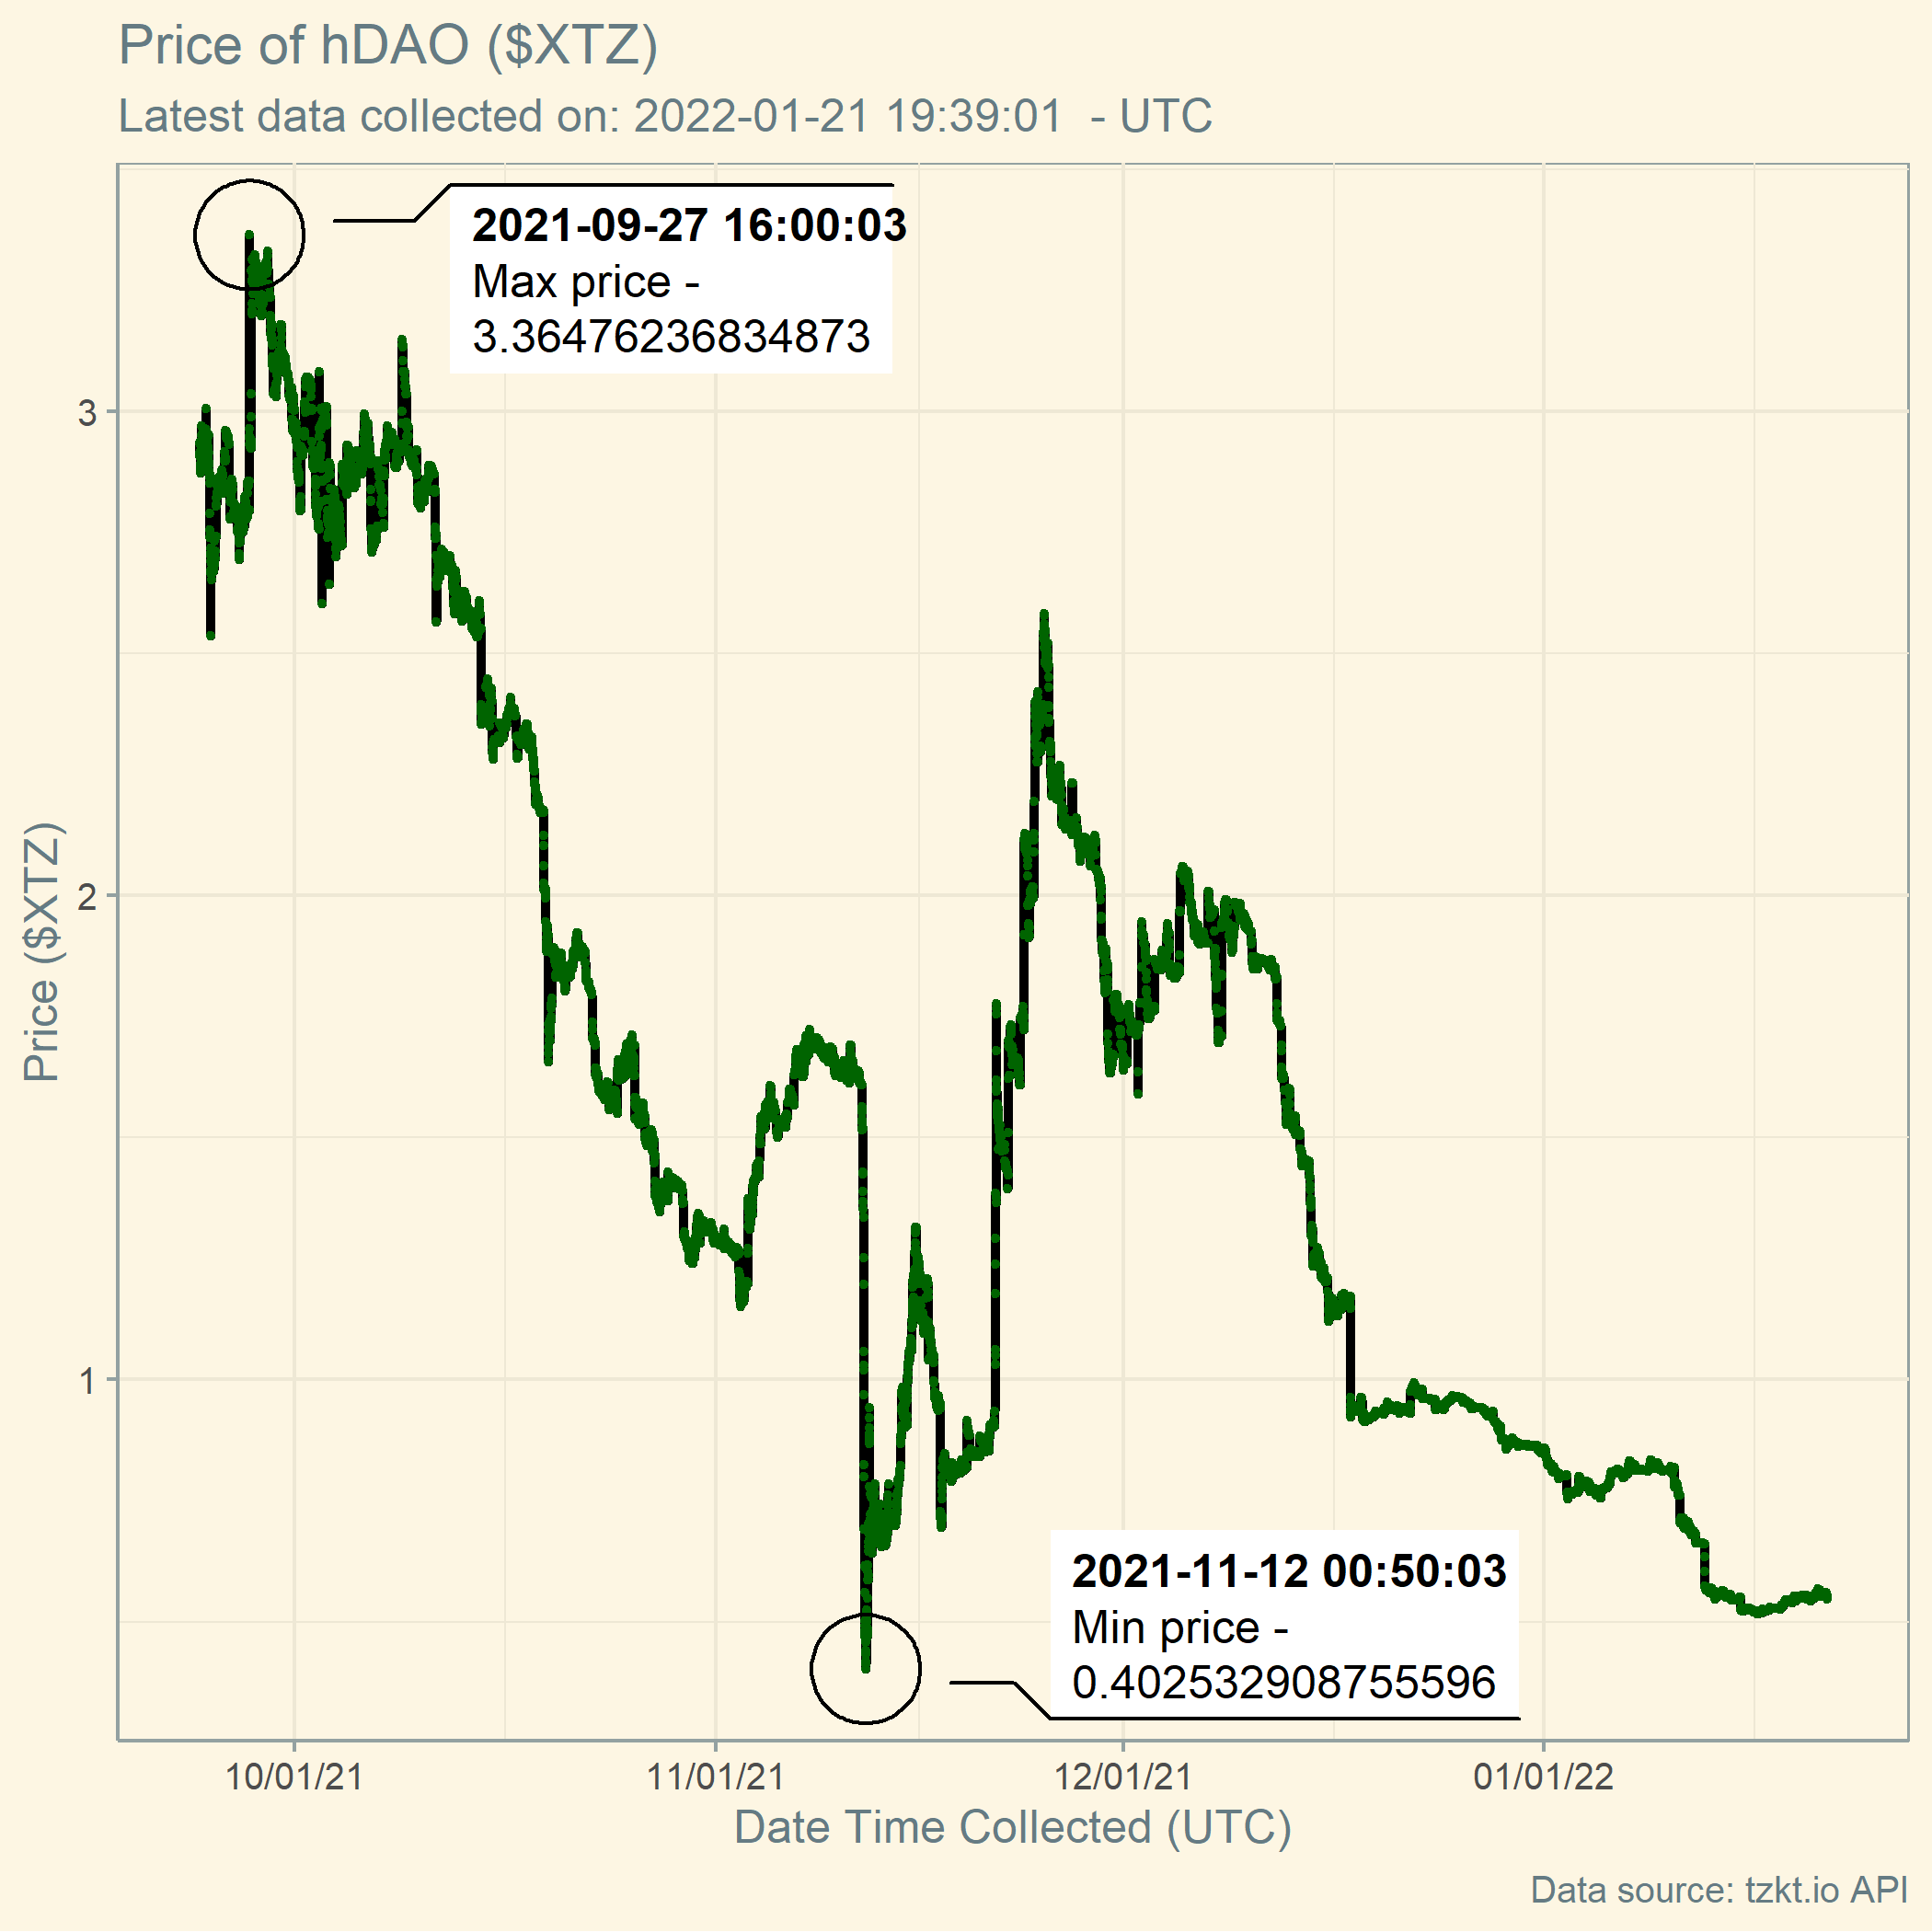 Price of hDAO ($XTZ)
Latest data collected on: 2022-01-21 19:39:01  - UTC
2021-09-27 16:00:03
Max price -
3.36476236834873
3
2
1
Price ($XTZ)
2021-11-12 00:50:03
Min price -
0.402532908755596
10/01/21
11/01/21
12/01/21
01/01/22
Date Time Collected (UTC)
Data source: tzkt.io API